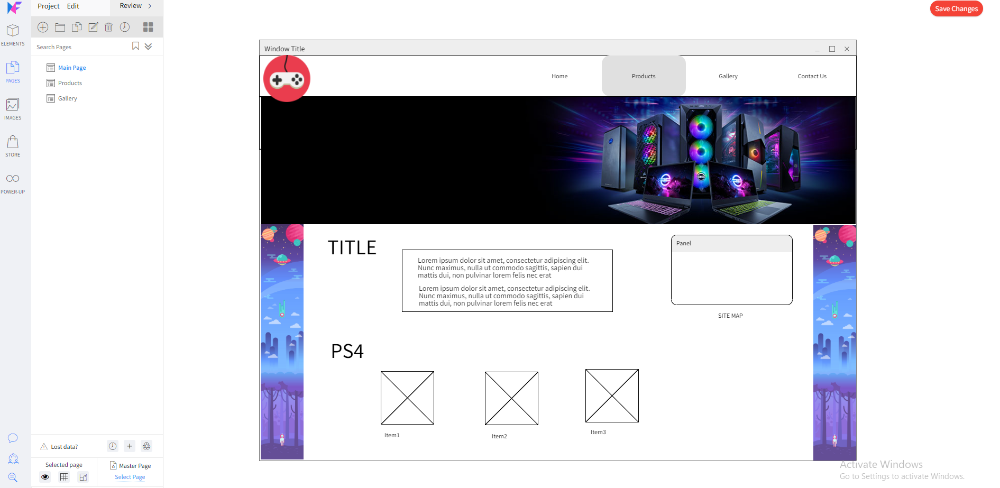 Project Edit Review
Save Changes
ELEMENTS
Search Pages
PAGES
Main Page
Products
Gallery
IMAGES
STORE
POWER-UP
Lost data?
Selected page
Master Page
Select Page
Window Title
Home Products Gallery Contact Us
TITLE
Lorem ipsum dolor sit amet, consectetur adipiscing elit.
Nunc maximus, nulla ut commodo sagittis, sapien dui
mattis dui, non pulvinar lorem felis nec erat
Lorem ipsum dolor sit amet, consectetur adipiscing elit.
Nunc maximus, nulla ut commodo sagittis, sapien dui
mattis dui, non pulvinar lorem felis nec erat
Panel
SITE MAP
PS4
Item1
Item2
Item3
Activate Windows
Go to Settings to activate Windows.